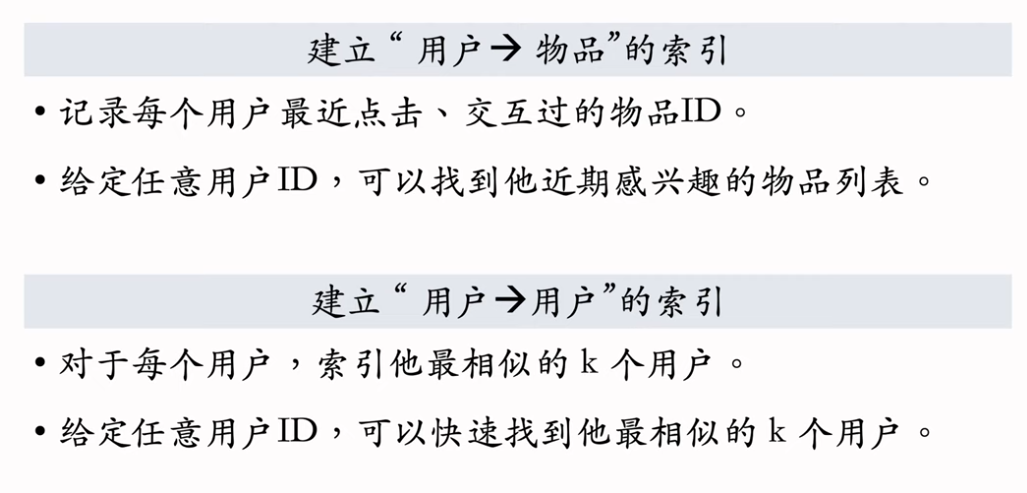 建立“用户→ 物品”的索引
• 记录每个用户最近点击、交互过的物品ID。
• 给定任意用户ID，可以找到他近期感兴趣的物品列表。
建立“用户→用户”的索引
• 对于每个用户，索引他最相似的 k 个用户。
• 给定任意用户ID，可以快速找到他最相似的 k 个用户。